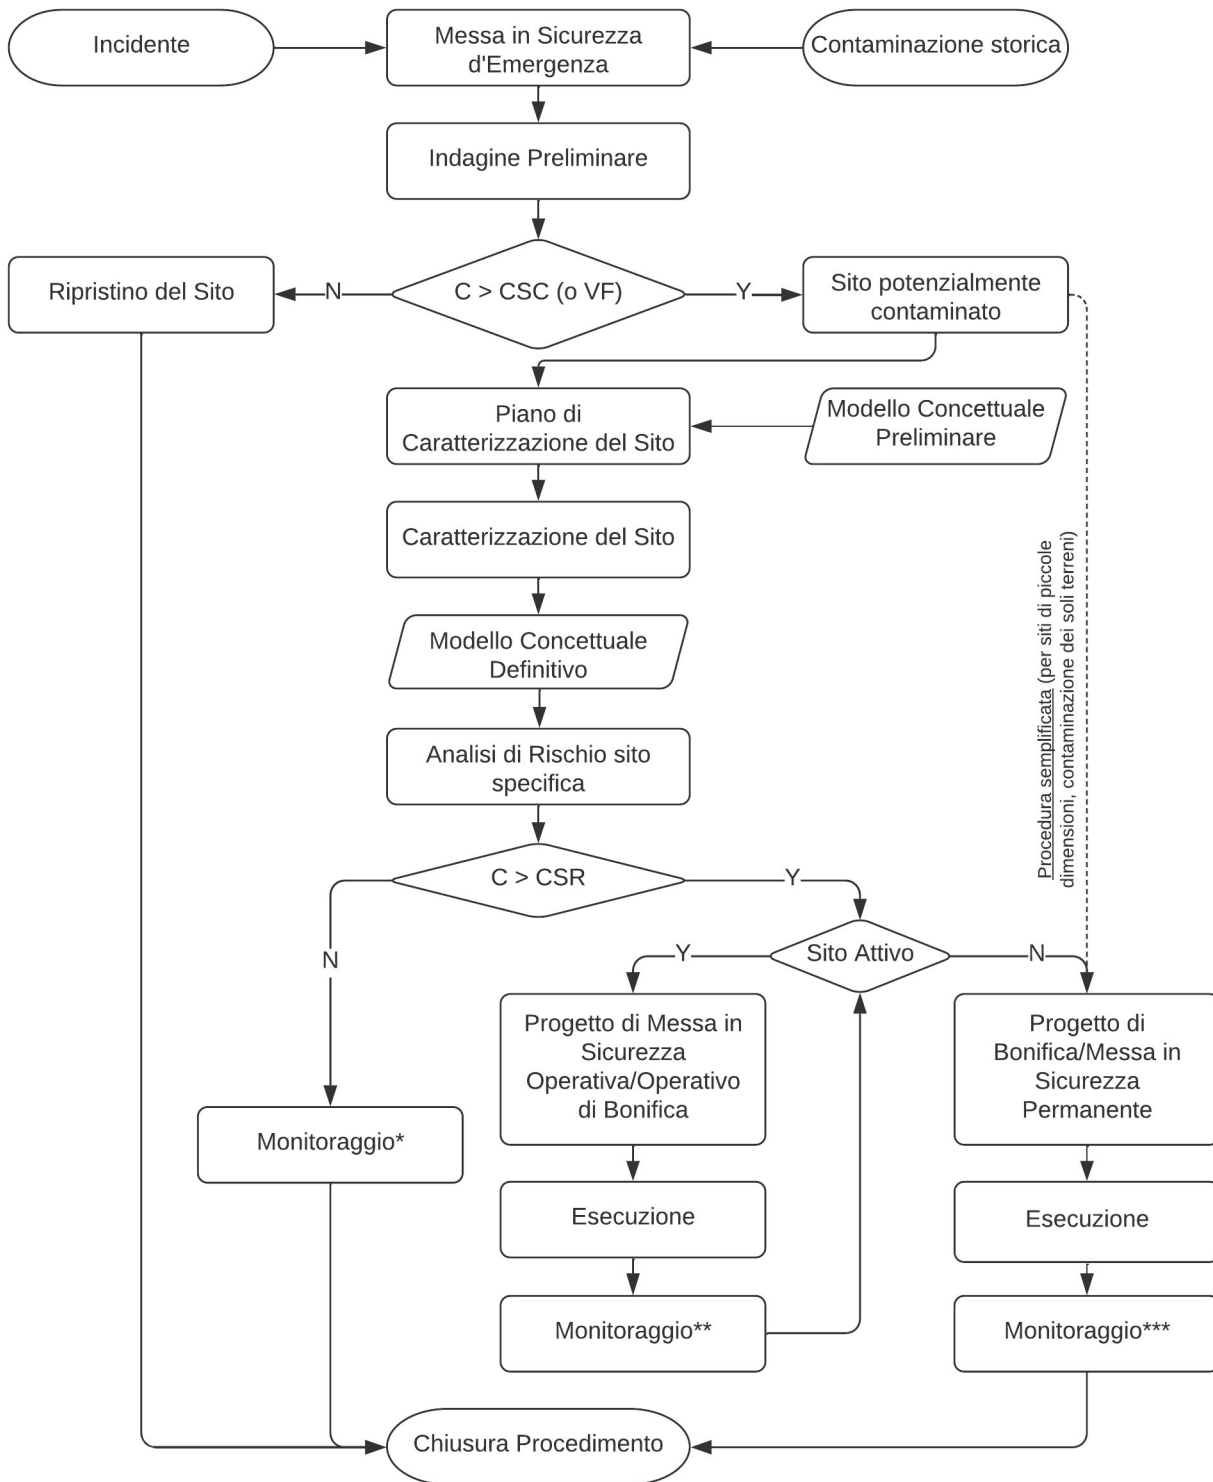 Incidente
Messa in Sicurezza
d'Emergenza
Contaminazione storica
Indagine Preliminare
Ripristino del Sito
N
C > CSC (o VF)
Y
Sito potenzialmente
contaminato
Piano di
Caratterizzazione del Sito
Modello Concettuale
Preliminare
Caratterizzazione del Sito
Modello Concettuale
Definitivo
Procedura semplificata (per siti di piccole
dimensioni, contaminazione dei soli terreni)
Analisi di Rischio sito
specifica
C > CSR
Y
N
Sito Attivo
Y
N
Progetto di Messa in
Sicurezza
Operativa/Operativo
di Bonifica
Progetto di
Bonifica/Messa in
Sicurezza
Permanente
Monitoraggio*
Esecuzione
Esecuzione
Monitoraggio**
Monitoraggio***
Chiusura Procedimento